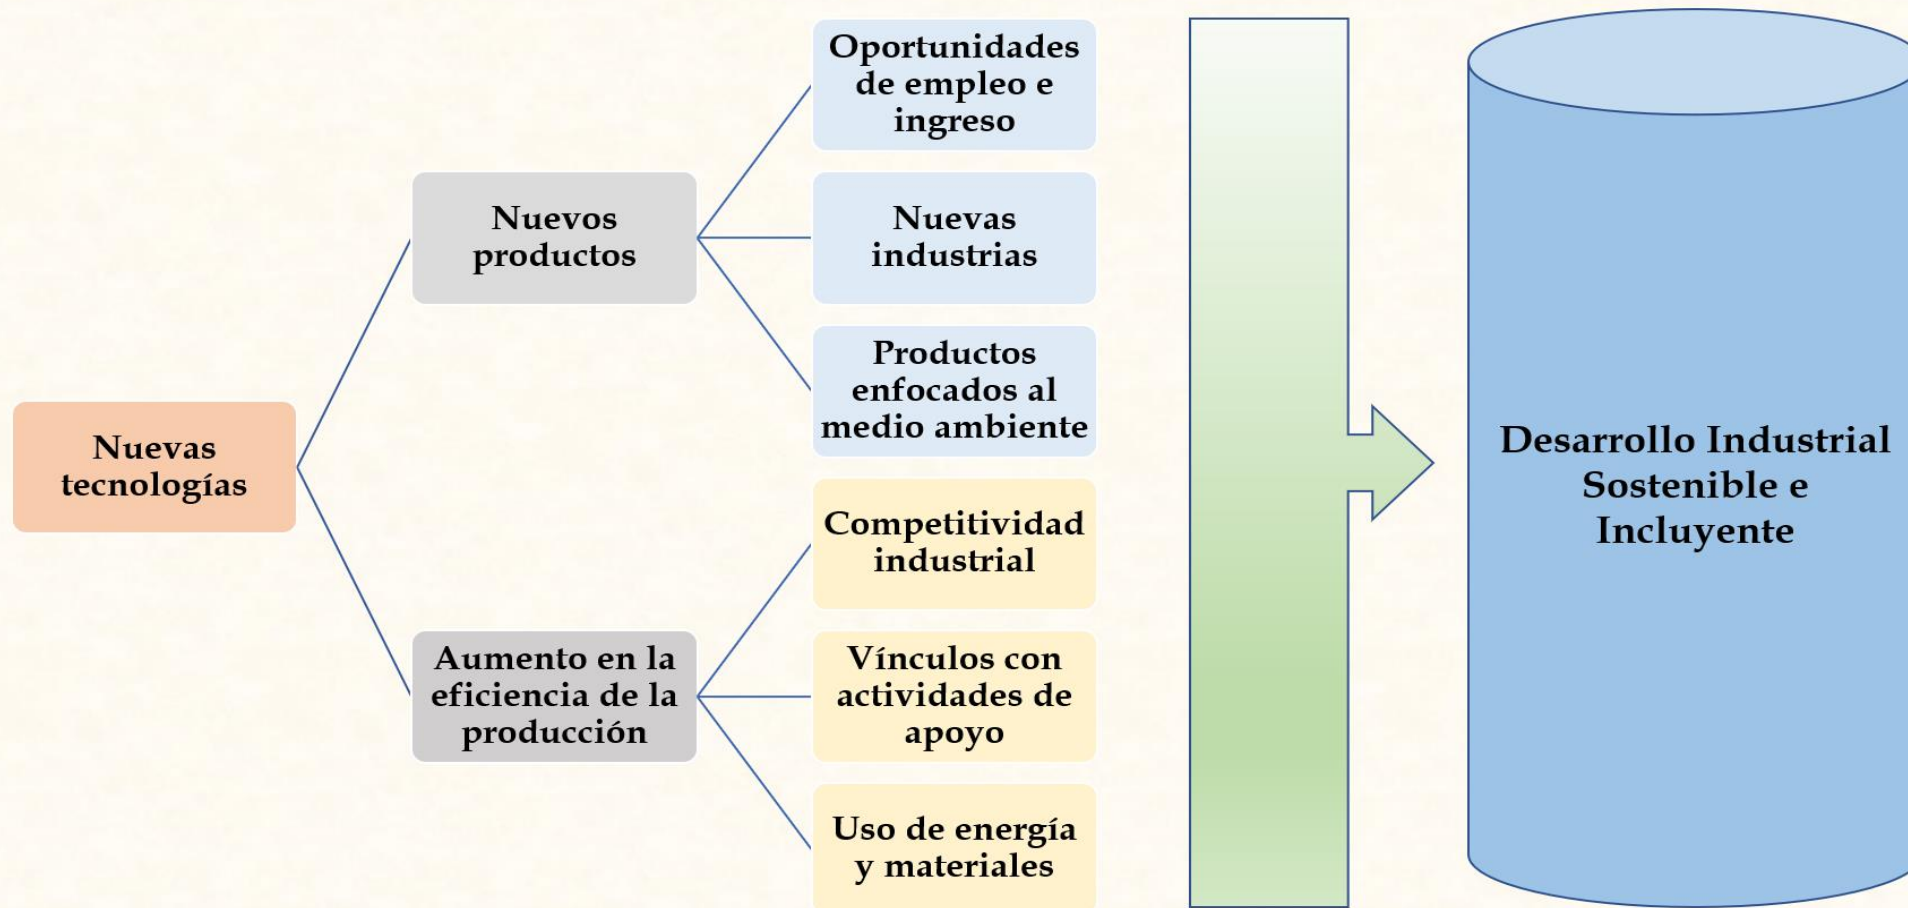 Nuevas
tecnologías
Nuevos
productos
Aumento en la
eficiencia de la
producción
Oportunidades
de empleo e
ingreso
Nuevas
industrias
Productos
enfocados al
medio ambiente
Competitividad
industrial
Vínculos con
actividades de
apoyo
Uso de energía
y materiales
Desarrollo Industrial
Sostenible e
Incluyente